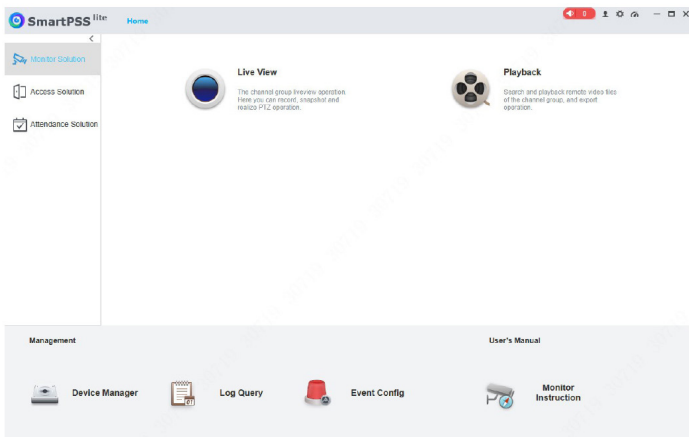 SmartPSS lite
Home
0
Monitor Solution
Access Solution
Attendance Solution
Live View
The channel group liveview operation.
Here you can record, snapshot and
realize PTZ operation.
Playback
Search and playback remote video files
of the channel group, and export
operation.
Management
User's Manual
Device Manager
Log Query
Event Config
Monitor
Instruction